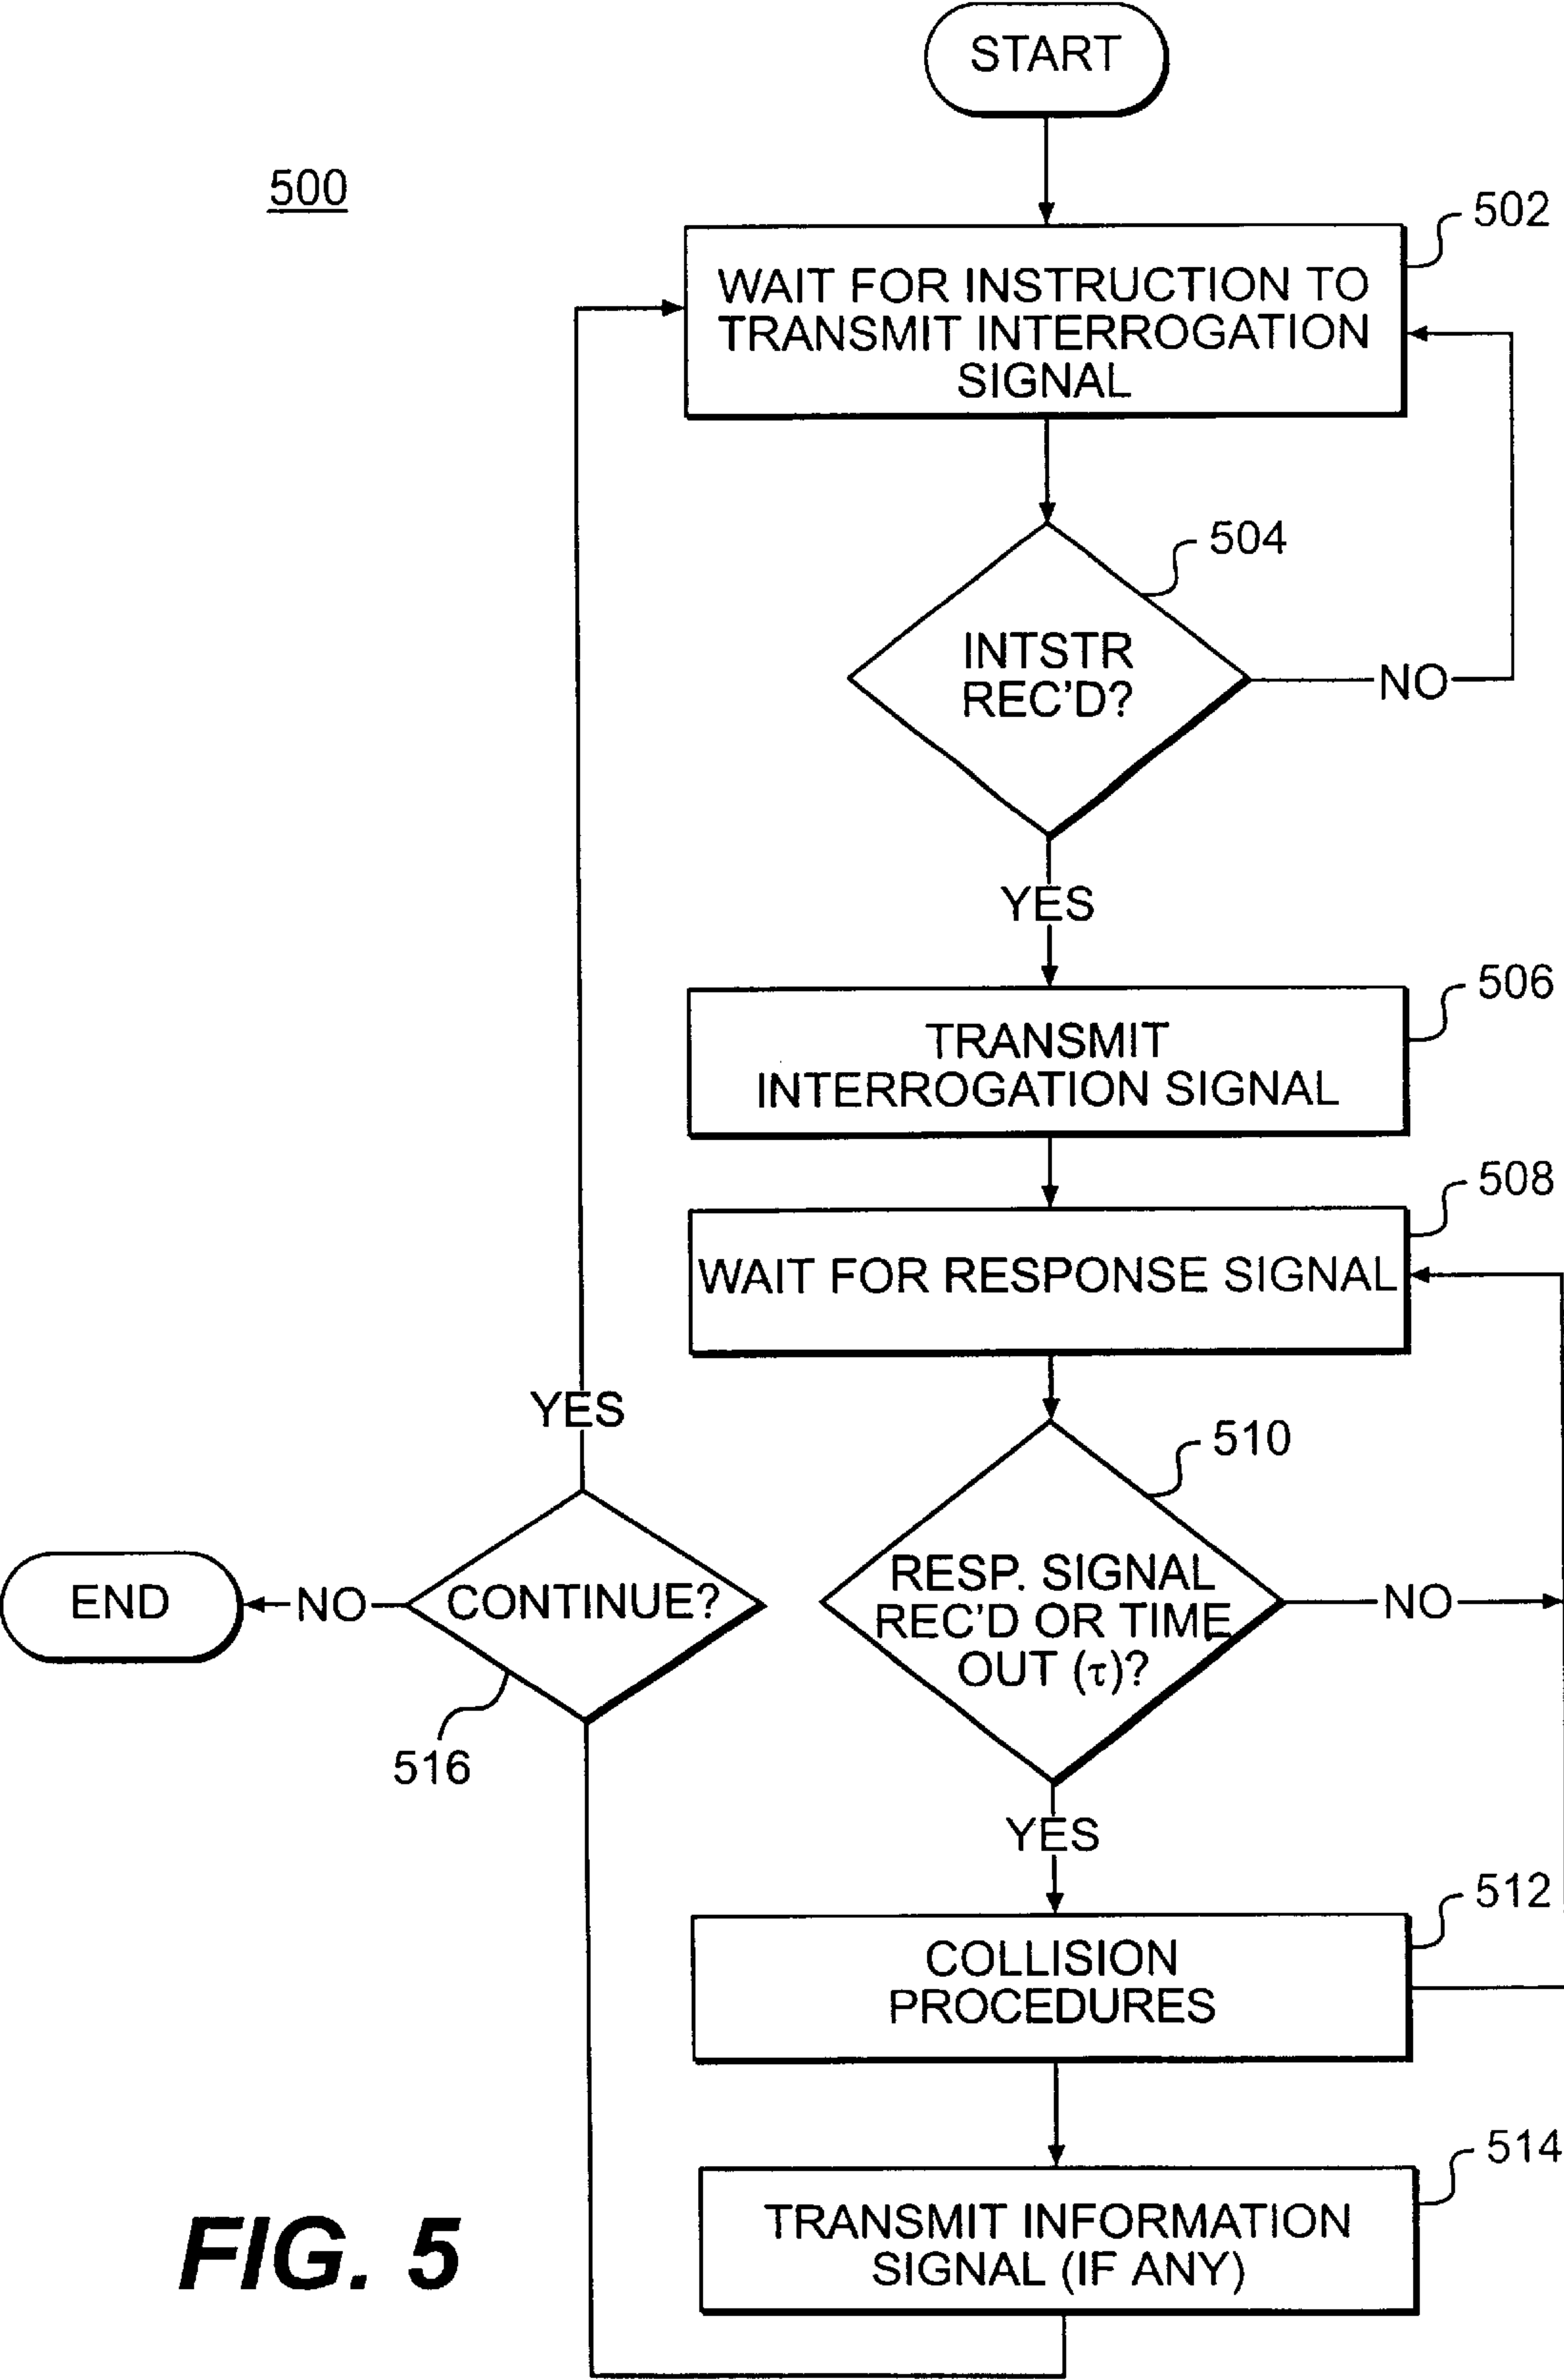 START
500
502
WAIT FOR INSTRUCTION TO
TRANSMIT INTERROGATION
SIGNAL
504
INTSTR
REC'D?
NO
YES
506
TRANSMIT
INTERROGATION SIGNAL
508
WAIT FOR RESPONSE SIGNAL
YES
510
RESP. SIGNAL
REC'D OR TIME
OUT (τ)?
NO
END
NO
CONTINUE?
516
YES
512
COLLISION
PROCEDURES
514
TRANSMIT INFORMATION
SIGNAL (IF ANY)
FIG. 5